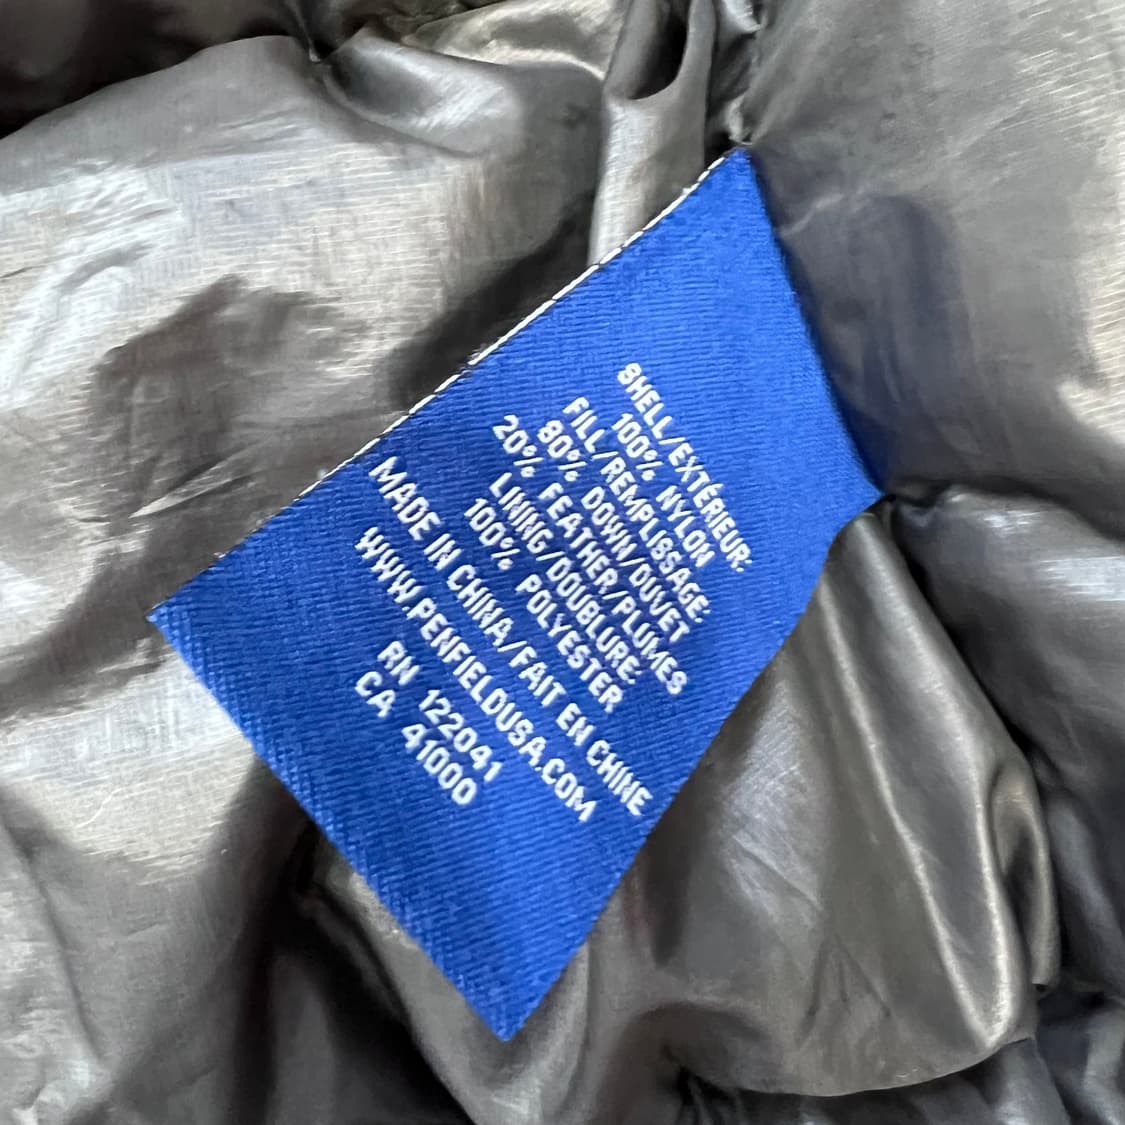 SHELL/EXTÉRIEUR:
100% NYLON
FILL/REMPLISSAGE:
80% DOWN/DUVET
20% FEATHER/PLUMES
LINING/DOUBLURE:
100% POLYESTER
MADE IN CHINA/FAIT EN CHINE
WWW.PENFIELDUSA.COM
RN 122041
CA 41000